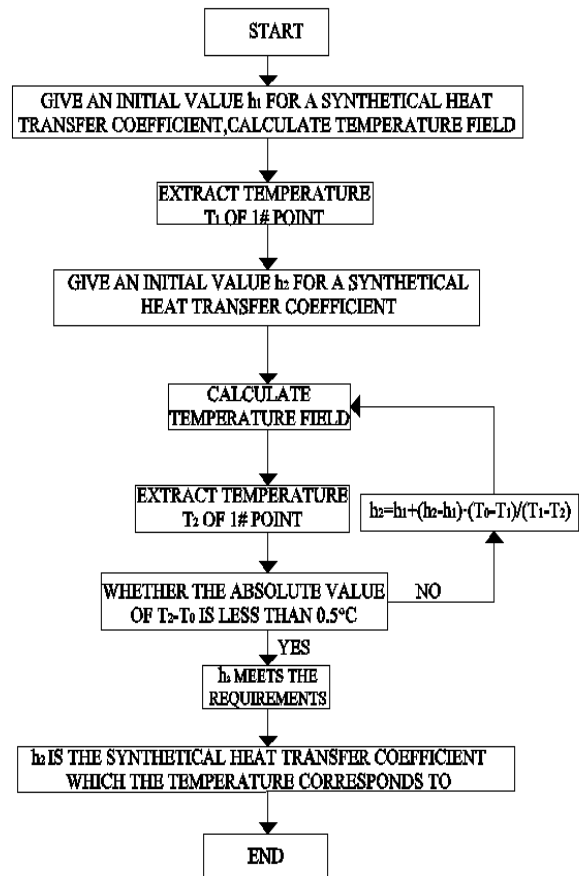 START
GIVE AN INITIAL VALUE h₁ FOR A SYNTHETICAL HEAT
TRANSFER COEFFICIENT,CALCULATE TEMPERATURE FIELD
EXTRACT TEMPERATURE
T₁ OF 1# POINT
GIVE AN INITIAL VALUE h₂ FOR A SYNTHETICAL
HEAT TRANSFER COEFFICIENT
CALCULATE
TEMPERATURE FIELD
EXTRACT TEMPERATURE
T₂ OF 1# POINT
h₂=h₁+(h₂-h₁)·(T₀-T₁)/(T₁-T₂)
WHETHER THE ABSOLUTE VALUE
OF T₂-T₀ IS LESS THAN 0.5°C
NO
YES
h₂ MEETS THE
REQUIREMENTS
h₂ IS THE SYNTHETICAL HEAT TRANSFER COEFFICIENT
WHICH THE TEMPERATURE CORRESPONDS TO
END